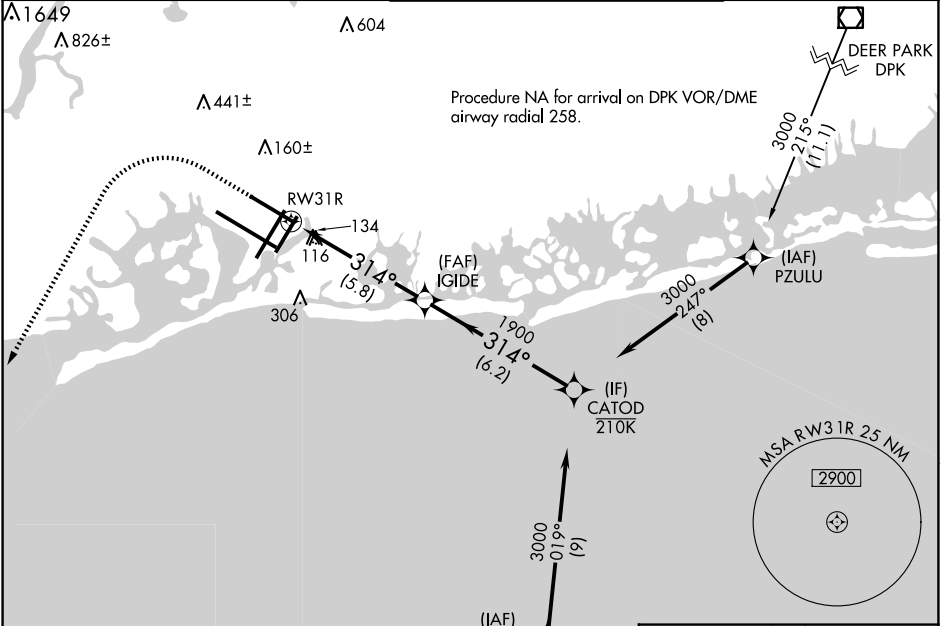 1649
826±
604
DEER PARK
DPK
441±
Procedure NA for arrival on DPK VOR/DME
airway radial 258.
3000
215°
(11.1)
160±
RW31R
134
116
314°
(5.8)
(FAF)
IGIDE
(IAF)
PZULU
306
3000
247°
(8)
1900
314°
(6.2)
(IF)
CATOD
210K
MSA RW31R 25 NM
2900
3000
019°
(9)
(IAF)